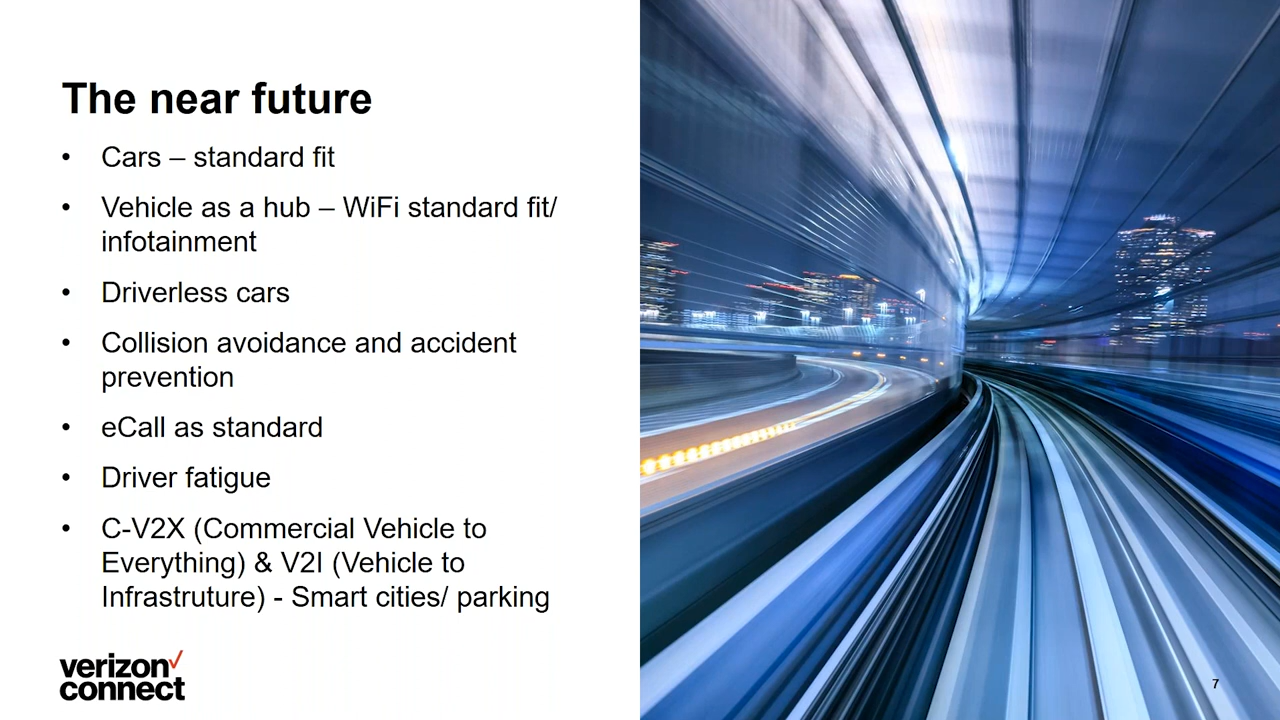 The near future
• Cars – standard fit
• Vehicle as a hub – WiFi standard fit/
infotainment
• Driverless cars
• Collision avoidance and accident
prevention
• eCall as standard
• Driver fatigue
• C-V2X (Commercial Vehicle to
Everything) & V2I (Vehicle to
Infrastruture) - Smart cities/ parking
verizon✓
connect
7